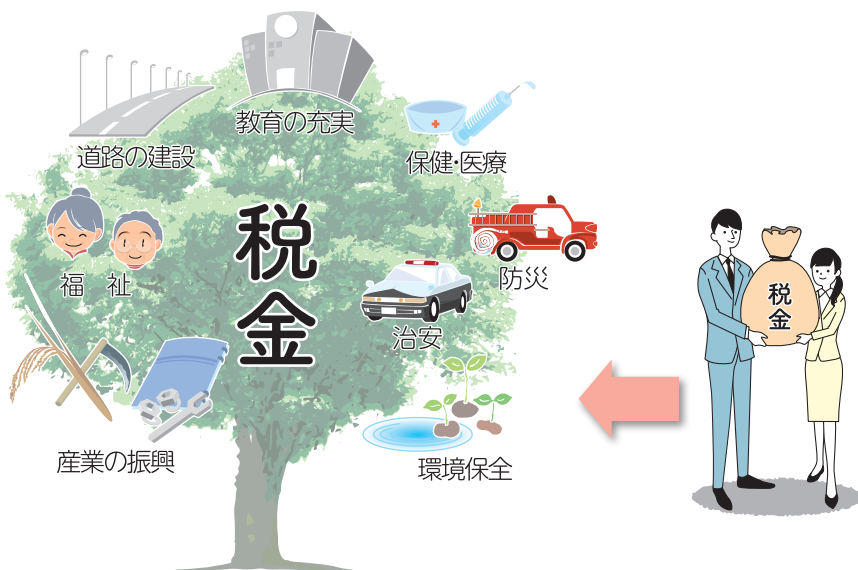 教育の充実
道路の建設
保健・医療
税金
福祉
防災
治安
産業の振興
環境保全
税金